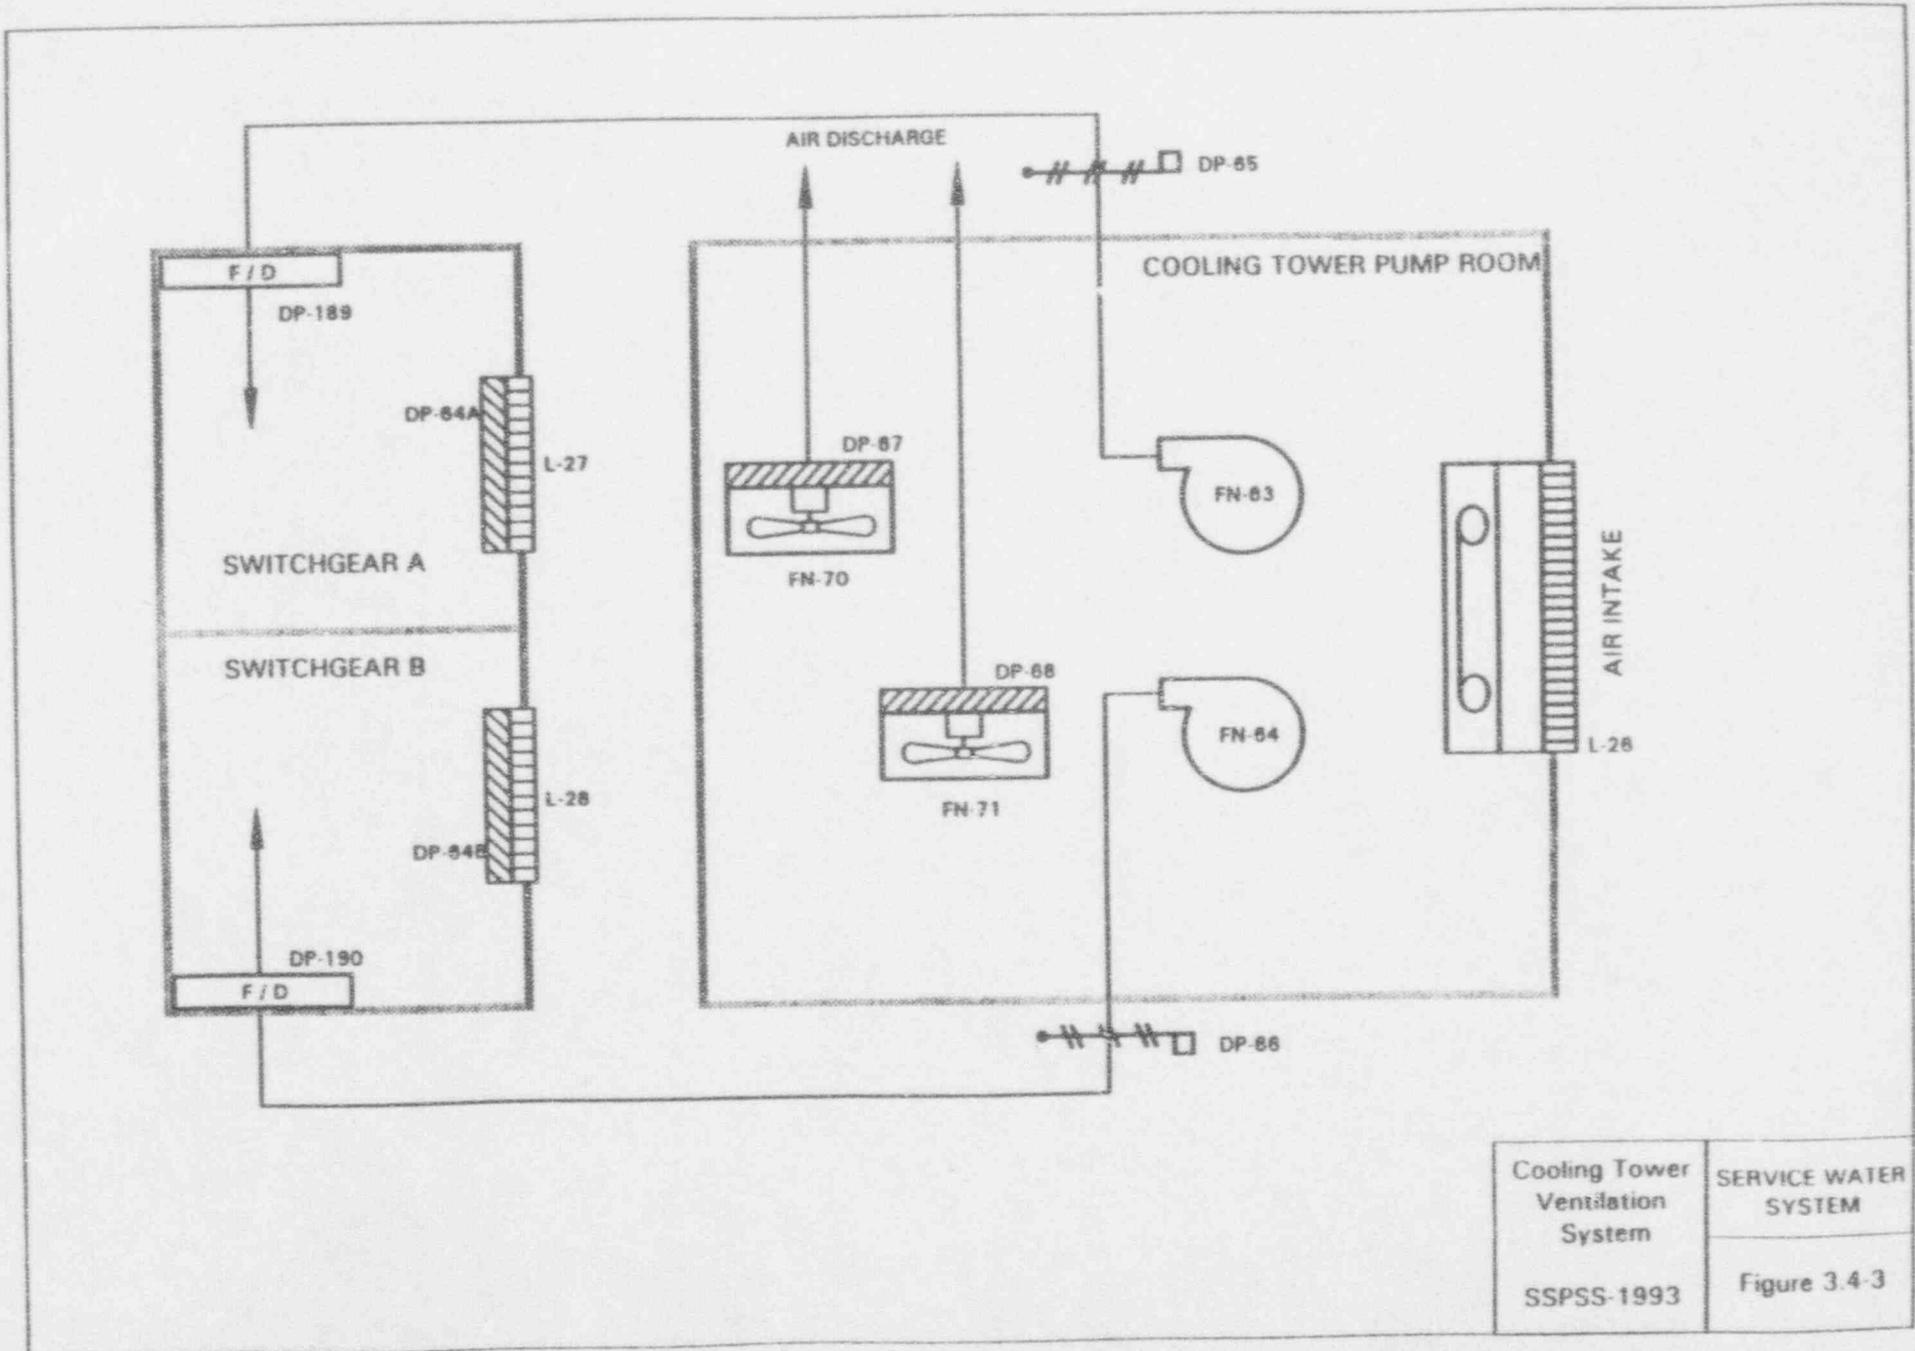 AIR DISCHARGE
DP-65
COOLING TOWER PUMP ROOM
F / D
DP-189
DP-64A
L-27
DP-67
FN-63
FN-70
SWITCHGEAR A
AIR INTAKE
SWITCHGEAR B
DP-68
FN-64
L-26
L-28
FN-71
DP-64B
DP-190
F / D
DP-66
Cooling Tower
Ventilation
System
SSPSS-1993
SERVICE WATER
SYSTEM
Figure 3.4-3